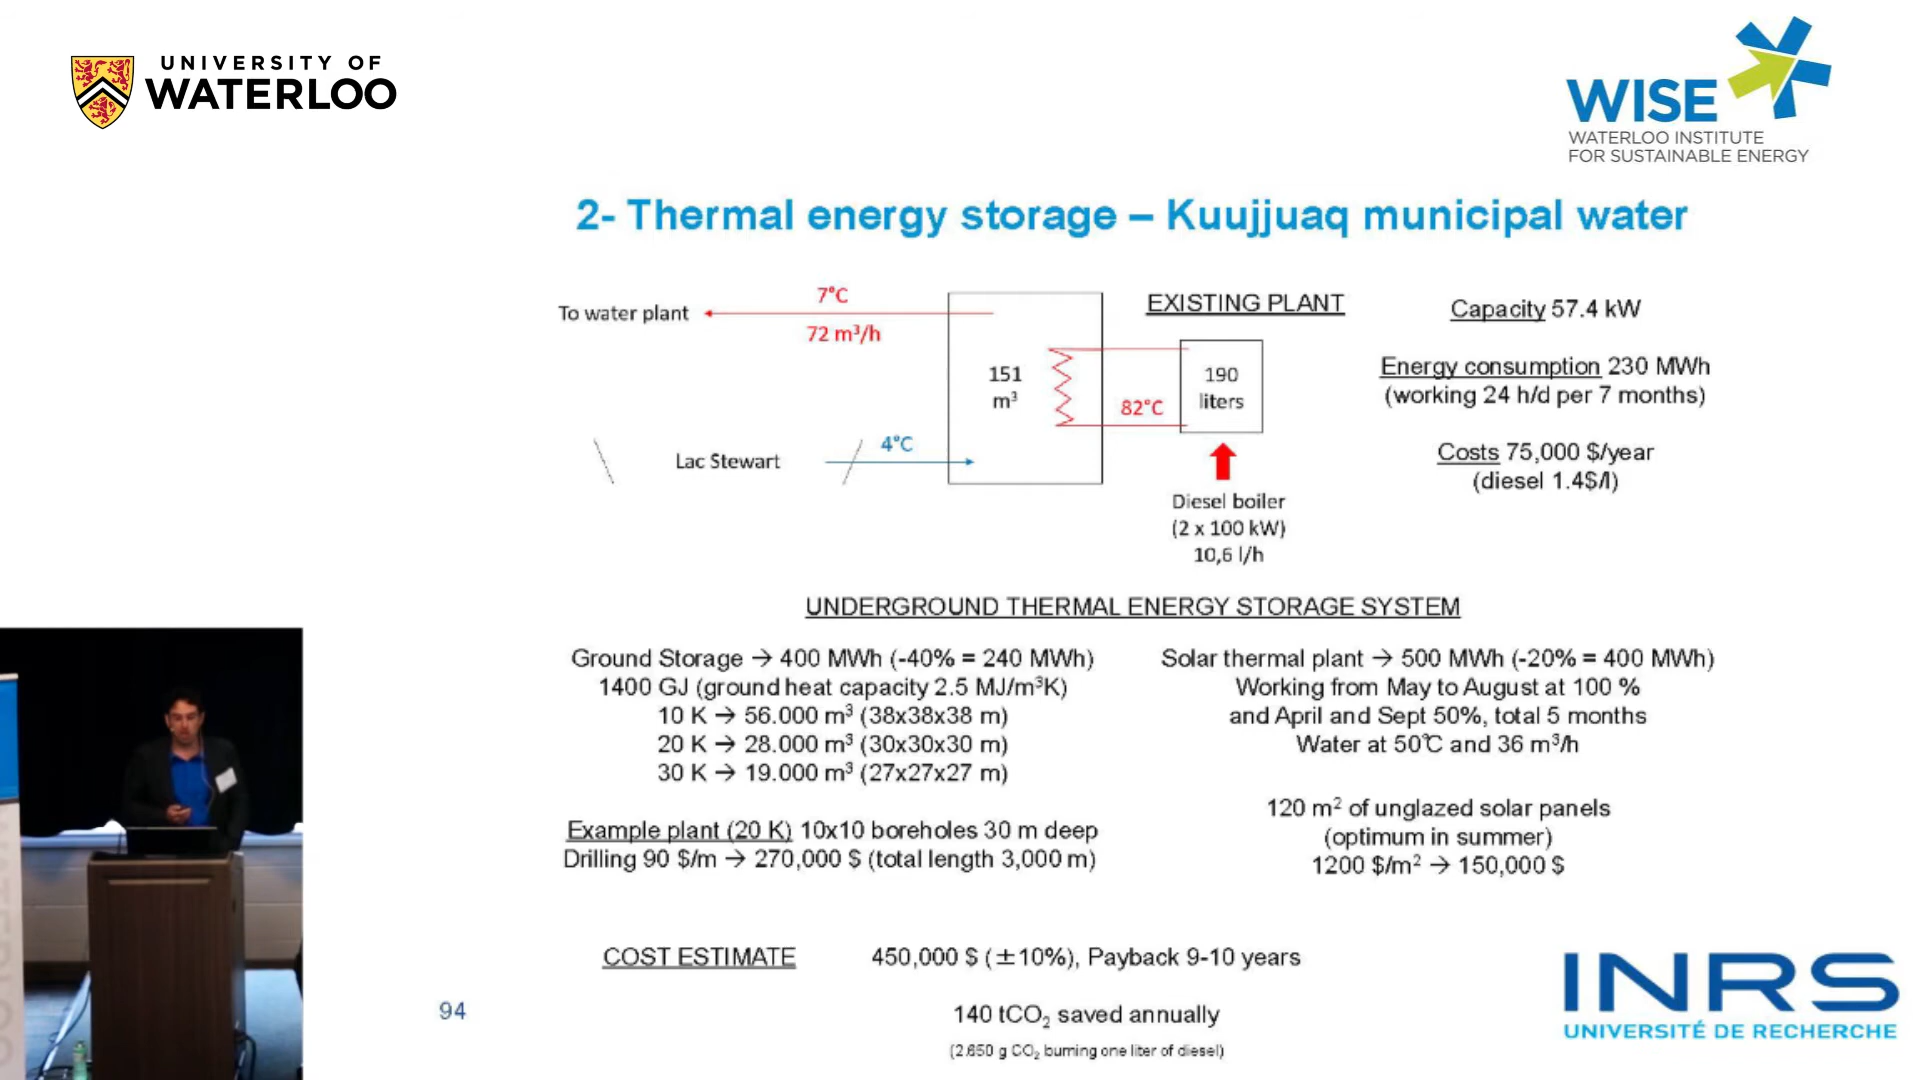 UNIVERSITY OF
WATERLOO
WISE
WATERLOO INSTITUTE
FOR SUSTAINABLE ENERGY
2- Thermal energy storage – Kuujjuaq municipal water
To water plant
7°C
72 m³/h
151
m³
82°C
EXISTING PLANT
190
liters
Lac Stewart
4°C
Diesel boiler
(2 x 100 kW)
10,6 l/h
Capacity 57.4 kW
Energy consumption 230 MWh
(working 24 h/d per 7 months)
Costs 75,000 $/year
(diesel 1.4$/l)
UNDERGROUND THERMAL ENERGY STORAGE SYSTEM
Ground Storage → 400 MWh (-40% = 240 MWh)
1400 GJ (ground heat capacity 2.5 MJ/m³K)
10 K → 56.000 m³ (38x38x38 m)
20 K → 28.000 m³ (30x30x30 m)
30 K → 19.000 m³ (27x27x27 m)
Example plant (20 K) 10x10 boreholes 30 m deep
Drilling 90 $/m → 270,000 $ (total length 3,000 m)
Solar thermal plant → 500 MWh (-20% = 400 MWh)
Working from May to August at 100 %
and April and Sept 50%, total 5 months
Water at 50°C and 36 m³/h
120 m² of unglazed solar panels
(optimum in summer)
1200 $/m² → 150,000 $
COST ESTIMATE
450,000 $ (±10%), Payback 9-10 years
140 tCO₂ saved annually
(2.650 g CO₂ burning one liter of diesel)
94
INRS
UNIVERSITÉ DE RECHERCHE